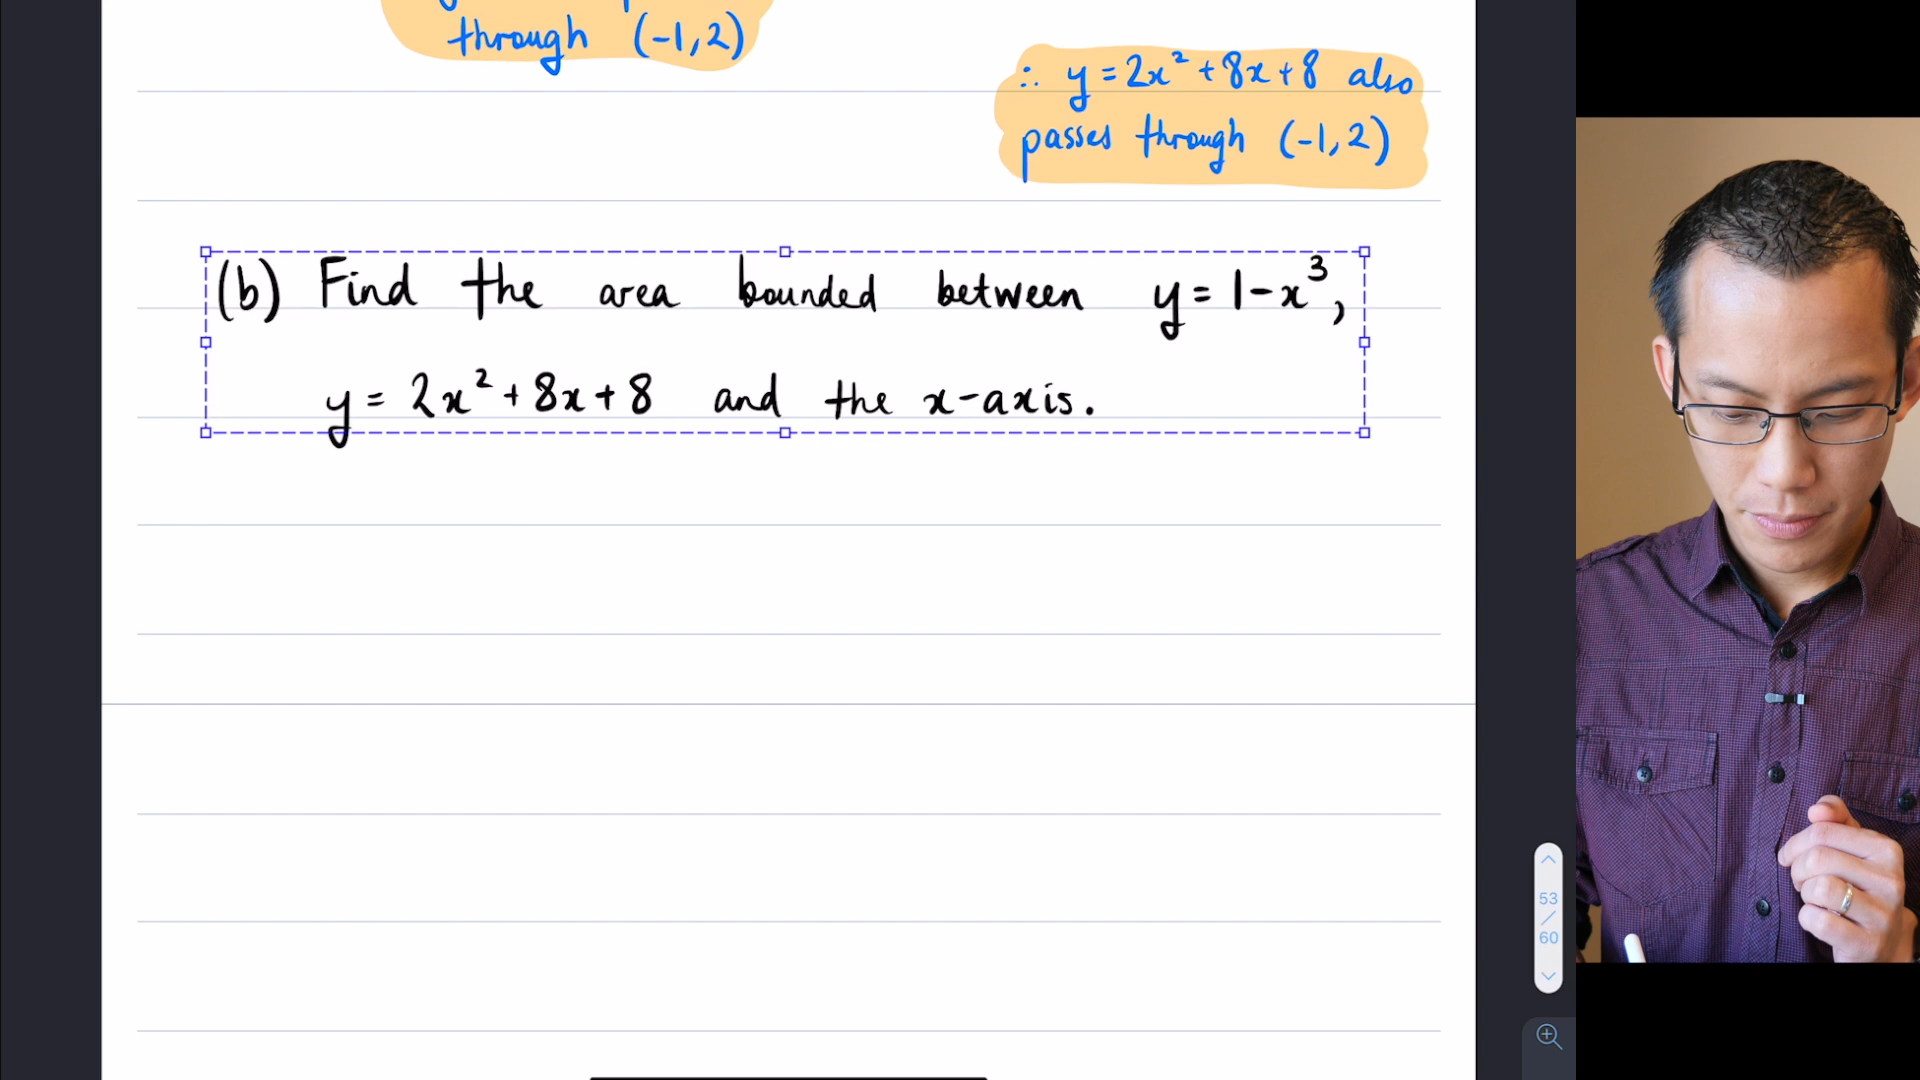 through (-1,2)
∴ y = 2x² + 8x + 8 also
passes through (-1,2)
(b) Find the area bounded between y = 1-x³,
y = 2x² + 8x + 8 and the x-axis.
53
/
60